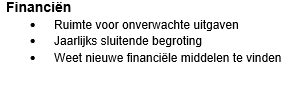 Financiën
• Ruimte voor onverwachte uitgaven
• Jaarlijks sluitende begroting
• Weet nieuwe financiële middelen te vinden